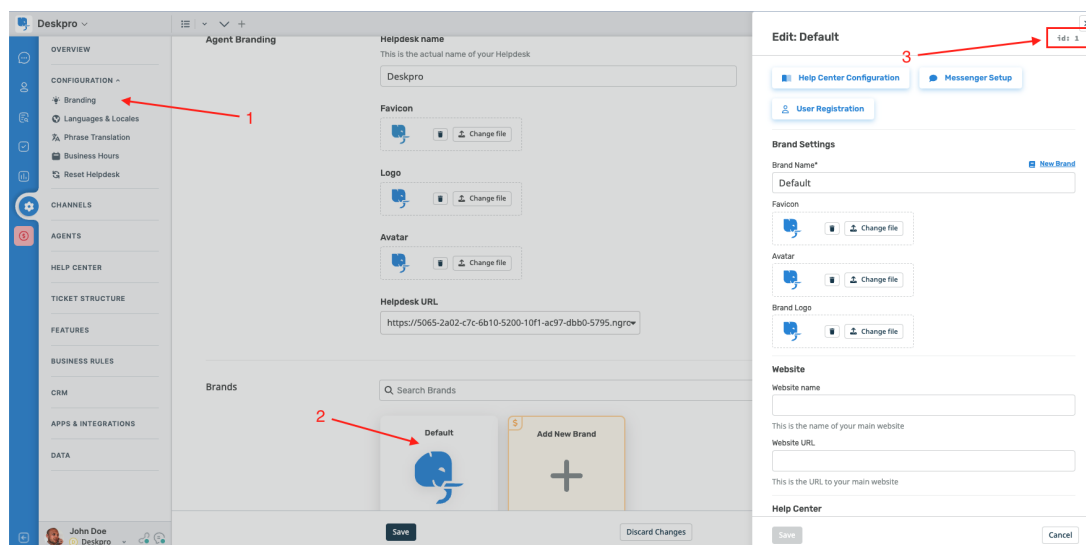 Deskpro
OVERVIEW
CONFIGURATION
Branding
Languages & Locales
Phrase Translation
Business Hours
Reset Helpdesk
CHANNELS
AGENTS
HELP CENTER
TICKET STRUCTURE
FEATURES
BUSINESS RULES
CRM
APPS & INTEGRATIONS
DATA
John Doe
Deskpro
1
Agent Branding
Helpdesk name
This is the actual name of your Helpdesk
Deskpro
Favicon
Change file
Logo
Change file
Avatar
Change file
Helpdesk URL
https://5065-2a02-c7c-6b10-5200-10f1-ac97-dbb0-5795.ngro
Brands
Search Brands
2
Default
$
Add New Brand
Save
Discard Changes
Edit: Default
3
id: 1
Help Center Configuration
Messenger Setup
User Registration
Brand Settings
Brand Name*
New Brand
Default
Favicon
Change file
Avatar
Change file
Brand Logo
Change file
Website
Website name
This is the name of your main website
Website URL
This is the URL to your main website
Help Center
Save
Cancel